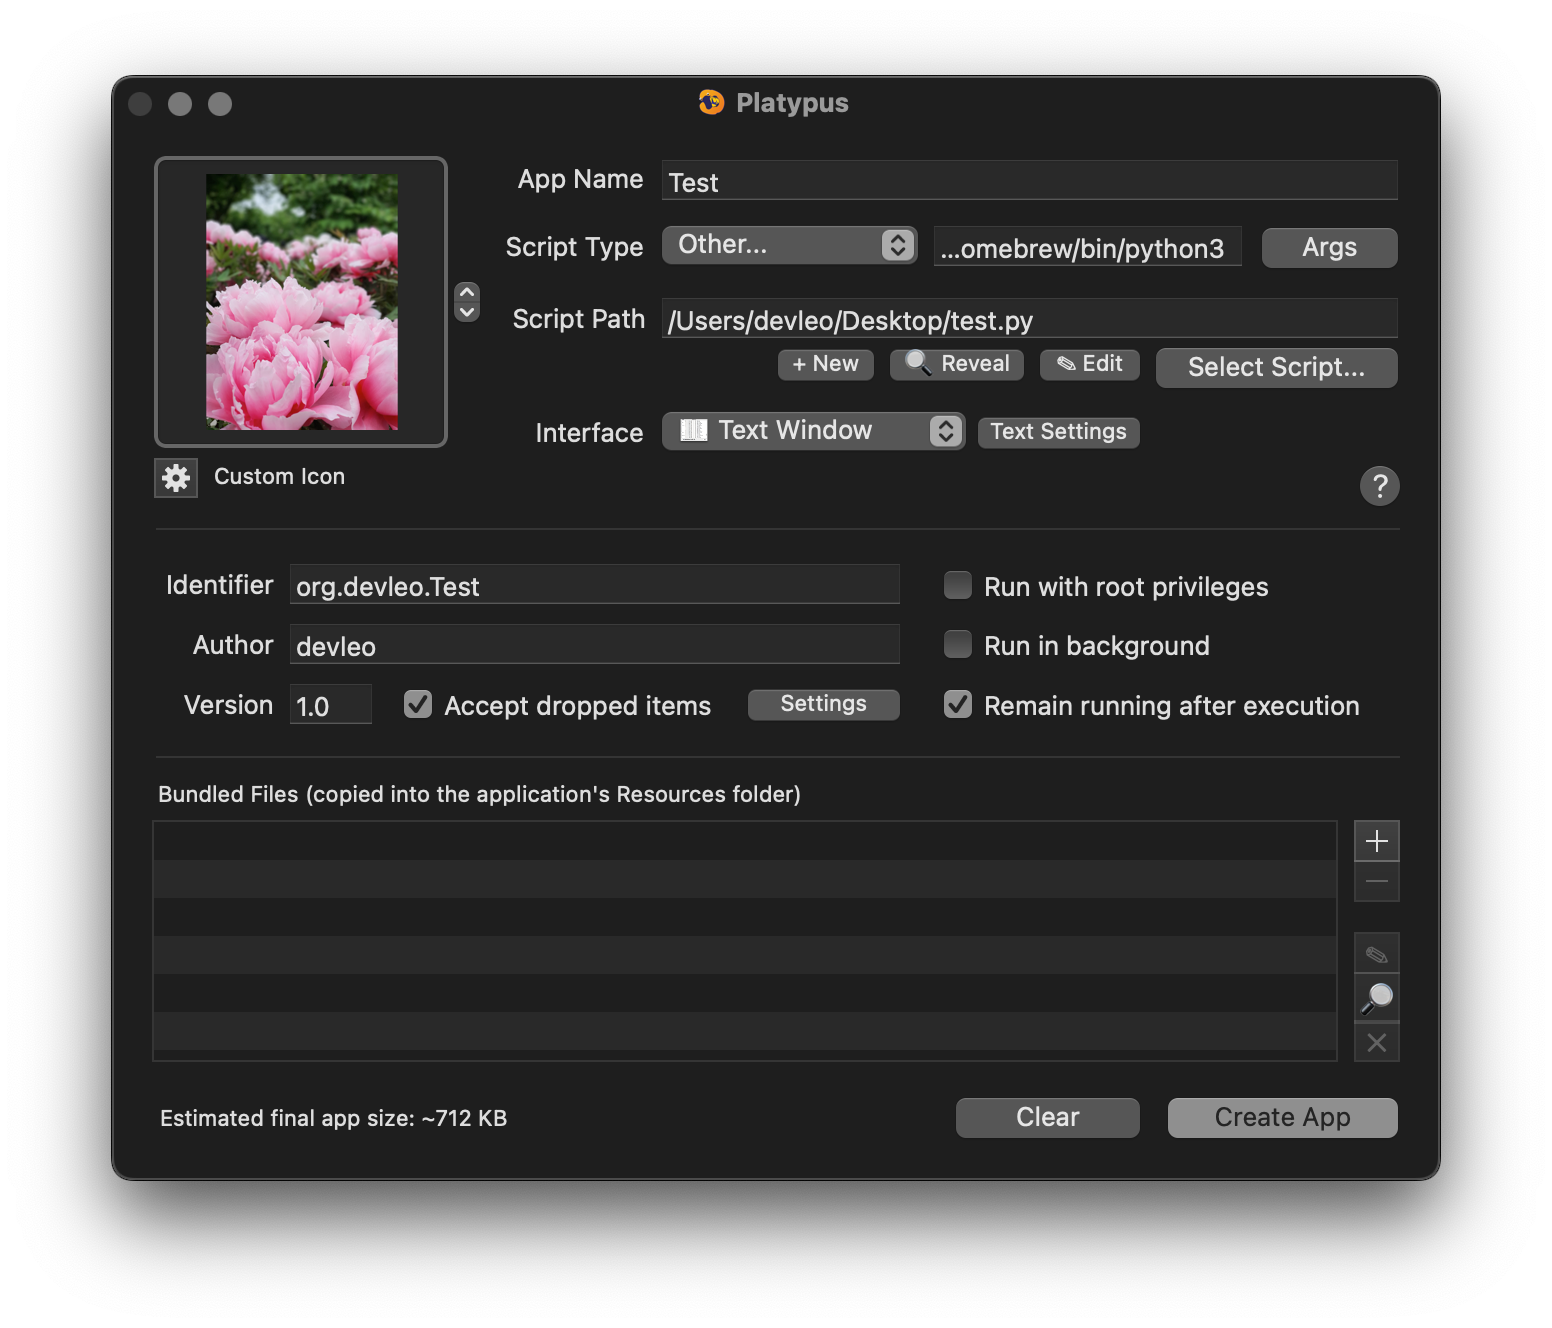 Platypus
App Name Test
Script Type Other... ...omebrew/bin/python3 Args
Script Path /Users/devleo/Desktop/test.py
+ New Reveal Edit Select Script...
Interface Text Window Text Settings
Custom Icon ?
Identifier org.devleo.Test Run with root privileges
Author devleo Run in background
Version 1.0 Accept dropped items Settings Remain running after execution
Bundled Files (copied into the application's Resources folder)
Estimated final app size: ~712 KB Clear Create App